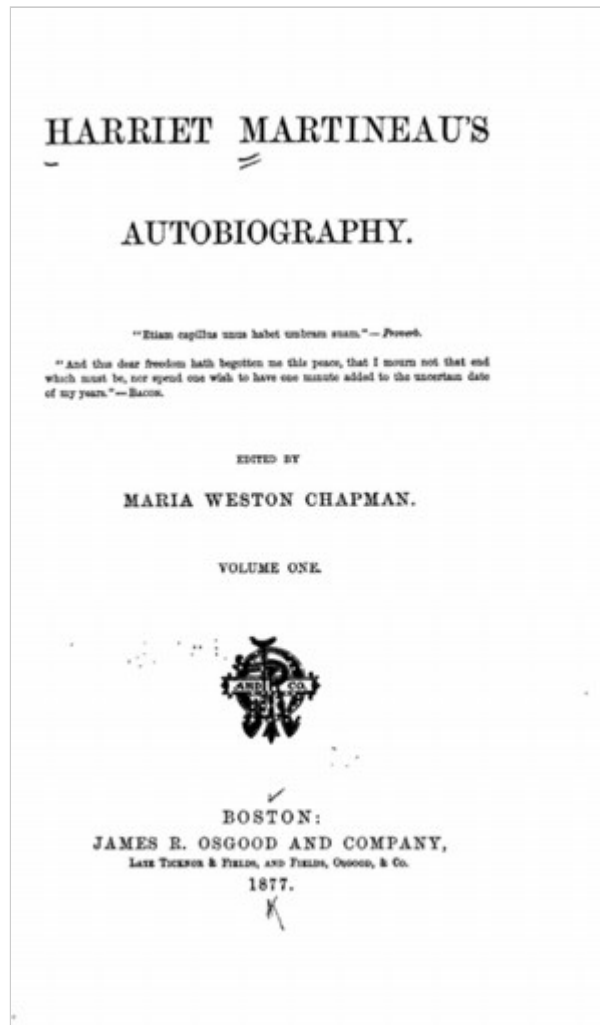 HARRIET MARTINEAU'S
AUTOBIOGRAPHY.
"Etiam capillus unus habet umbram suam."—Proverb.
"And this dear freedom hath begotten me this peace, that I mourn not that end
which must be, nor spend one wish to have one minute added to the uncertain date
of my years."—BACON.
EDITED BY
MARIA WESTON CHAPMAN.
VOLUME ONE.
AND CO.
BOSTON:
JAMES R. OSGOOD AND COMPANY,
LATE TICKNOR & FIELDS, AND FIELDS, OSGOOD, & CO.
1877.